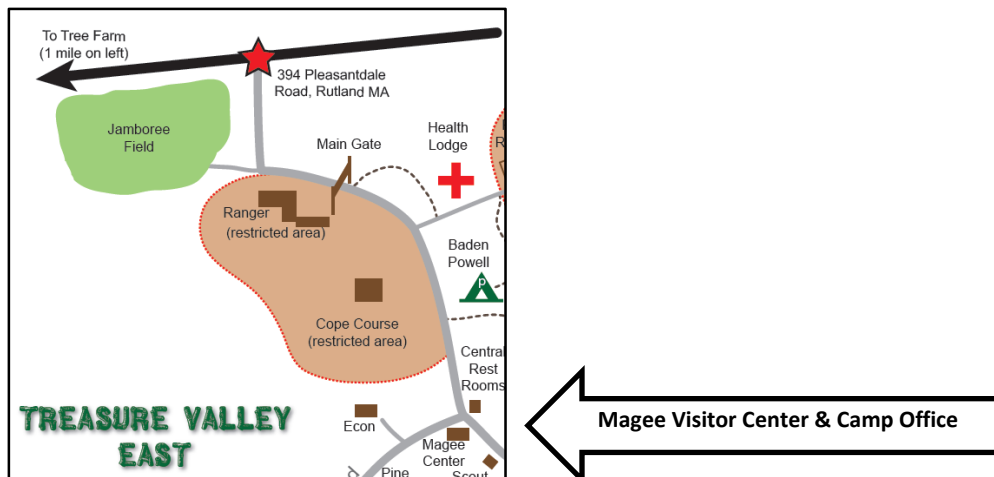 To Tree Farm
(1 mile on left)
394 Pleasantdale
Road, Rutland MA
Jamboree
Field
Main Gate
Health
Lodge
R
Ranger
(restricted area)
Baden
Powell
p
Cope Course
(restricted area)
Central
Rest
Rooms
TREASURE VALLEY
EAST
Econ
Magee
Center
Pine
Scout
Magee Visitor Center & Camp Office